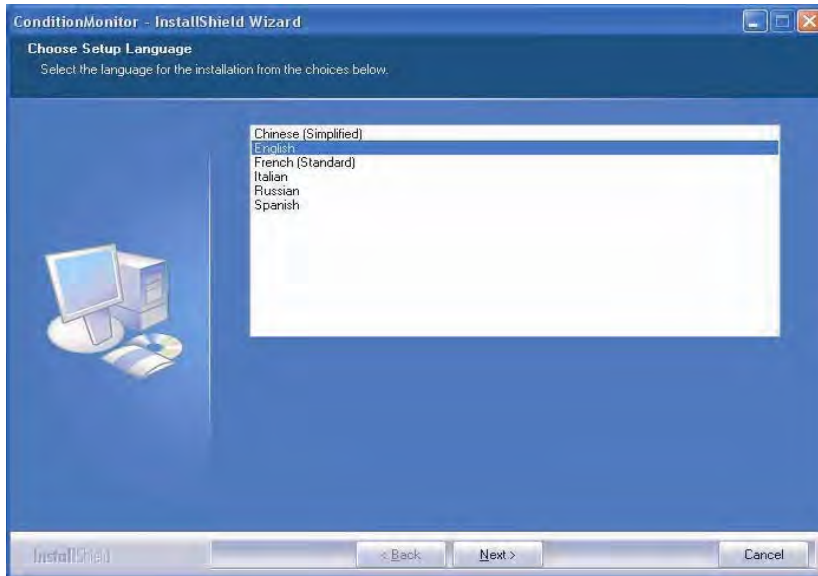 ConditionMonitor - InstallShield Wizard
Choose Setup Language
Select the language for the installation from the choices below.
Chinese (Simplified)
English
French (Standard)
Italian
Russian
Spanish
InstallShield
< Back
Next >
Cancel